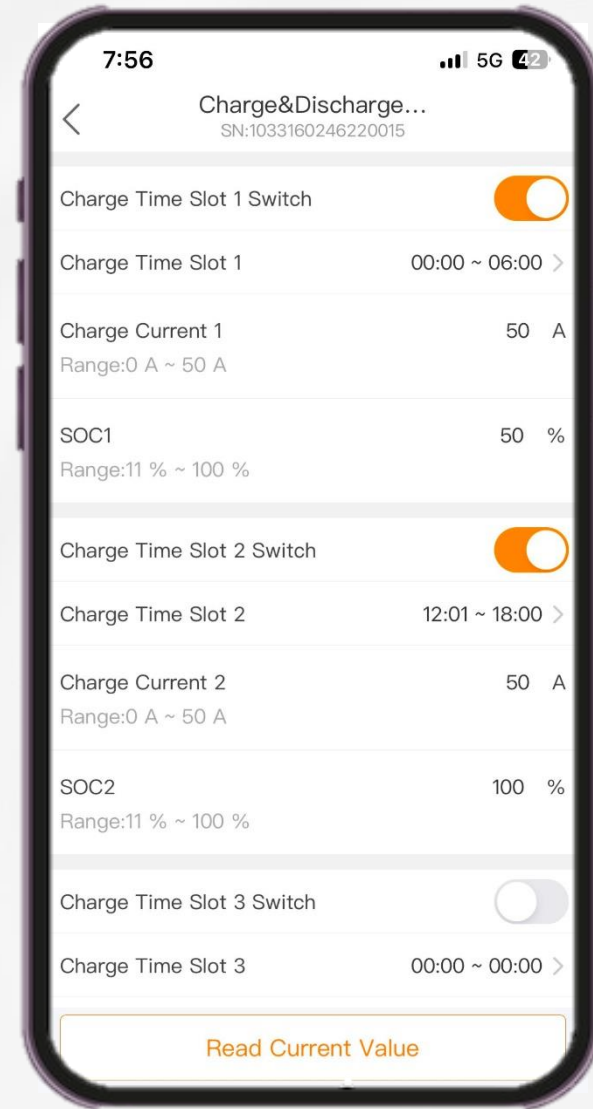 7:56 5G 42
Charge&Discharge...
SN:1033160246220015
Charge Time Slot 1 Switch
Charge Time Slot 1 00:00 ~ 06:00
Charge Current 1 50 A
Range:0 A ~ 50 A
SOC1 50 %
Range:11 % ~ 100 %
Charge Time Slot 2 Switch
Charge Time Slot 2 12:01 ~ 18:00
Charge Current 2 50 A
Range:0 A ~ 50 A
SOC2 100 %
Range:11 % ~ 100 %
Charge Time Slot 3 Switch
Charge Time Slot 3 00:00 ~ 00:00
Read Current Value